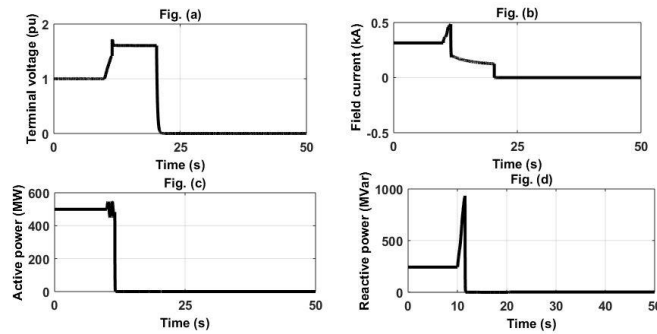 Fig. (a)
Terminal voltage (pu)
2
1
0
0
25
50
Time (s)
Fig. (b)
Field current (kA)
0.5
0
-0.5
0
25
50
Time (s)
Fig. (c)
Active power (MW)
600
400
200
0
0
25
50
Time (s)
Fig. (d)
Reactive power (MVar)
1000
500
0
0
10
20
30
40
50
Time (s)